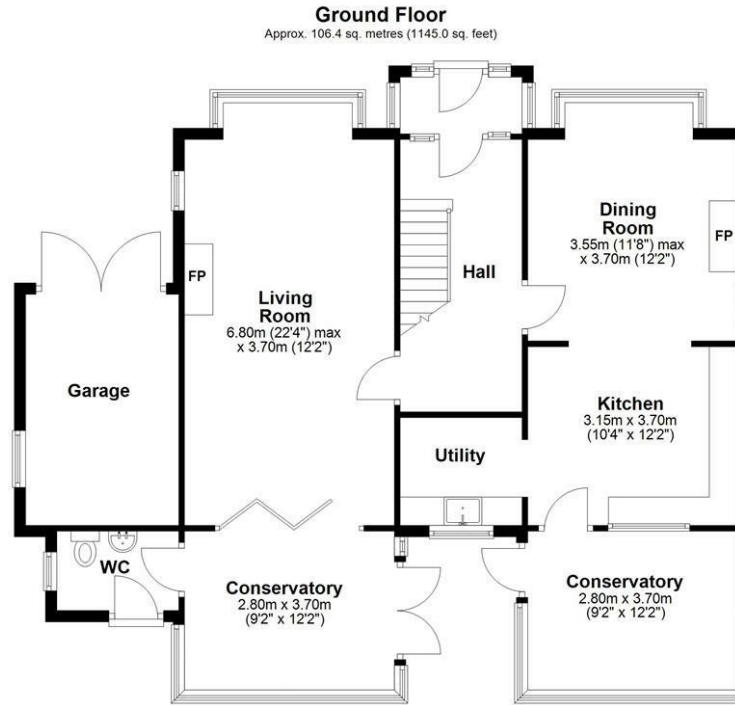 Ground Floor
Approx. 106.4 sq. metres (1145.0 sq. feet)
Dining
Room
3.55m (11'8") max
x 3.70m (12'2")
FP
Hall
FP
Living
Room
6.80m (22'4") max
x 3.70m (12'2")
Garage
Kitchen
3.15m x 3.70m
(10'4" x 12'2")
Utility
WC
Conservatory
2.80m x 3.70m
(9'2" x 12'2")
Conservatory
2.80m x 3.70m
(9'2" x 12'2")